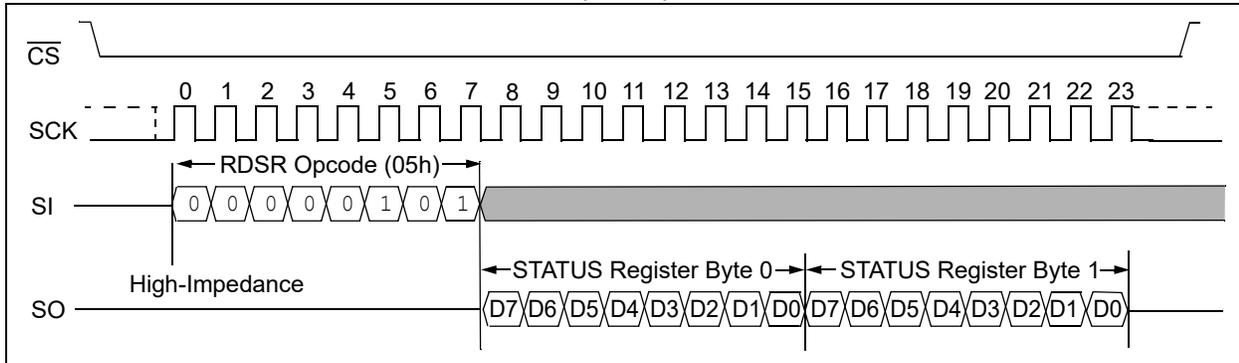 CS
0 1 2 3 4 5 6 7 8 9 10 11 12 13 14 15 16 17 18 19 20 21 22 23
SCK
RDSR Opcode (05h)
SI 0 0 0 0 0 1 0 1
STATUS Register Byte 0 STATUS Register Byte 1
High-Impedance
SO D7 D6 D5 D4 D3 D2 D1 D0 D7 D6 D5 D4 D3 D2 D1 D0